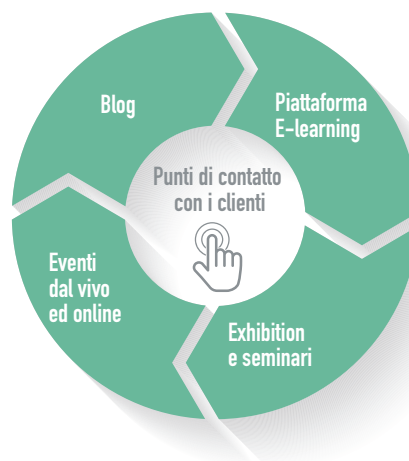 Blog
Piattaforma
E-learning
Punti di contatto
con i clienti
Eventi
dal vivo
ed online
Exhibition
e seminari